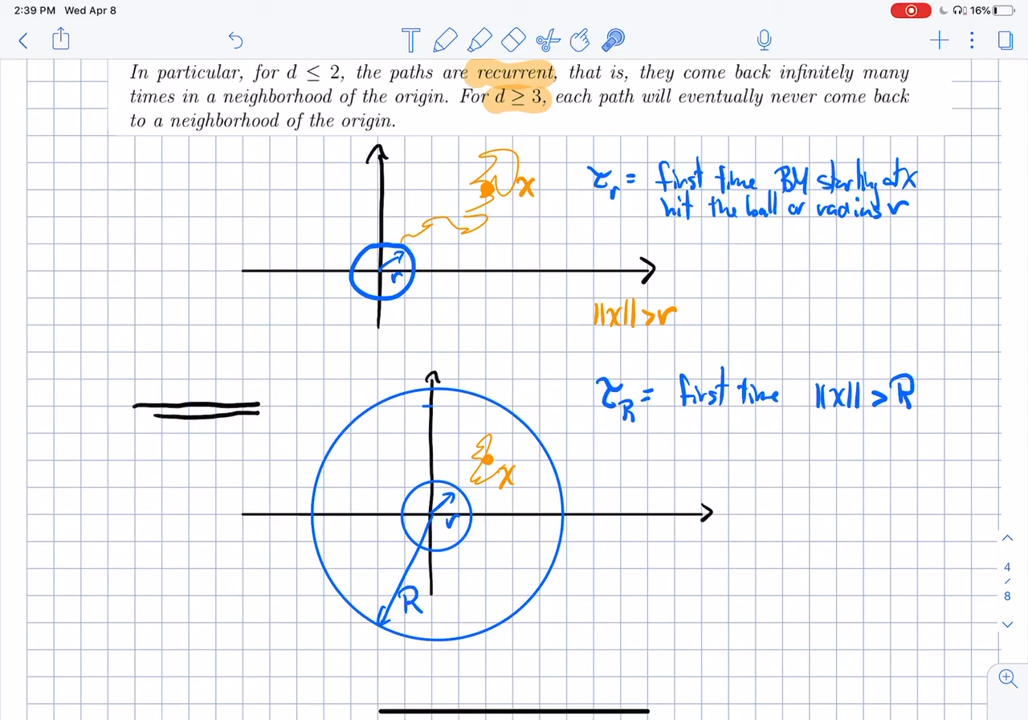 2:39 PM Wed Apr 8
16%
In particular, for d ≤ 2, the paths are recurrent, that is, they come back infinitely many
times in a neighborhood of the origin. For d ≥ 3, each path will eventually never come back
to a neighborhood of the origin.
x
τr = first time BM starting at x
hit the ball or radius r
r
||x|| > r
τR = first time ||x|| > R
x
r
R
4
/
8